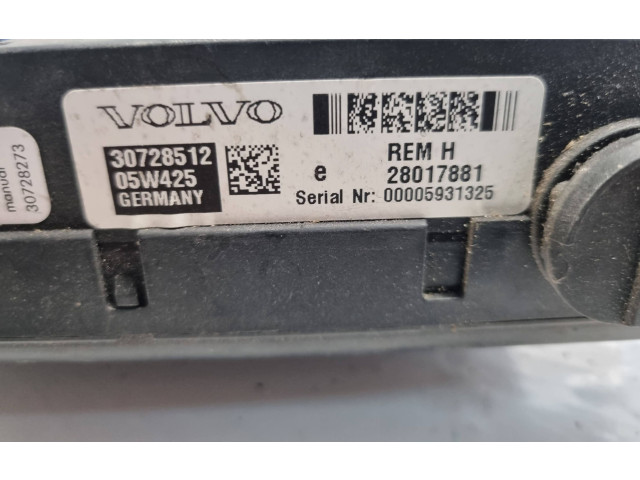 VOLVO
30728512
05W425
GERMANY
REM H
e 28017881
Serial Nr: 00005931325
manual
30728273